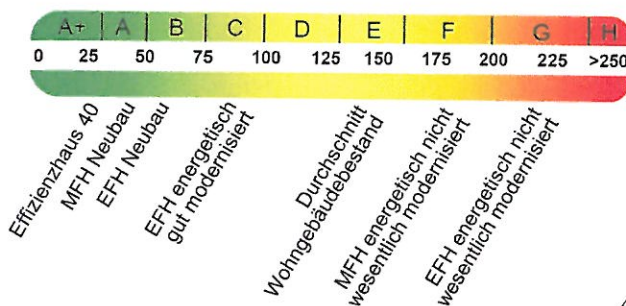 A+ A B C D E F G H
0 25 50 75 100 125 150 175 200 225 >250
Effizienzhaus 40
MFH Neubau
EFH Neubau
EFH energetisch
gut modernisiert
Durchschnitt
Wohngebäudebestand
MFH energetisch nicht
wesentlich modernisiert
EFH energetisch nicht
wesentlich modernisiert